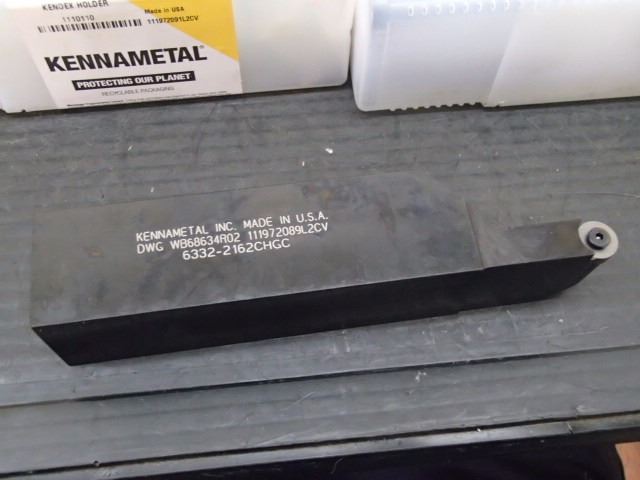 KENDEX HOLDER
1110110
Made in USA
111972091L2CV
KENNAMETAL
PROTECTING OUR PLANET
RECYCLABLE PACKAGING
KENNAMETAL INC. MADE IN U.S.A.
DWG WB68634R02 111972089L2CV
6332-2162CHGC